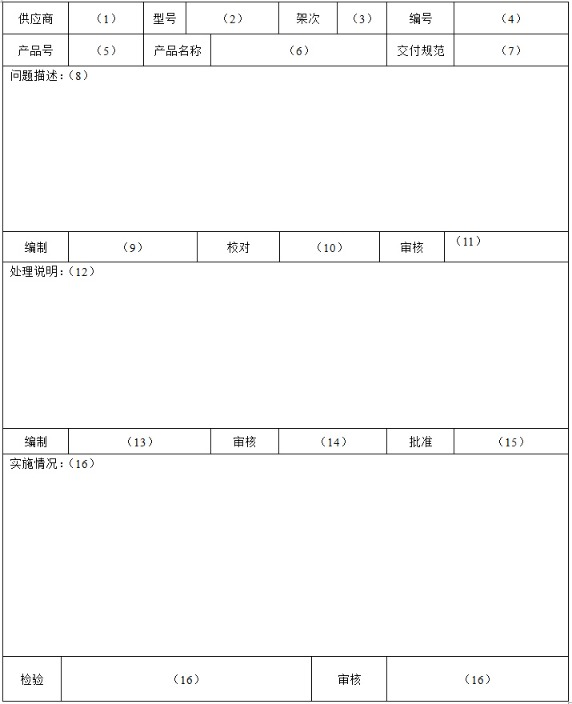 供应商 （1） 型号 （2） 架次 （3） 编号 （4）
产品号 （5） 产品名称 （6） 交付规范 （7）
问题描述：（8）
编制 （9） 校对 （10） 审核 （11）
处理说明：（12）
编制 （13） 审核 （14） 批准 （15）
实施情况：（16）
检验 （16） 审核 （16）